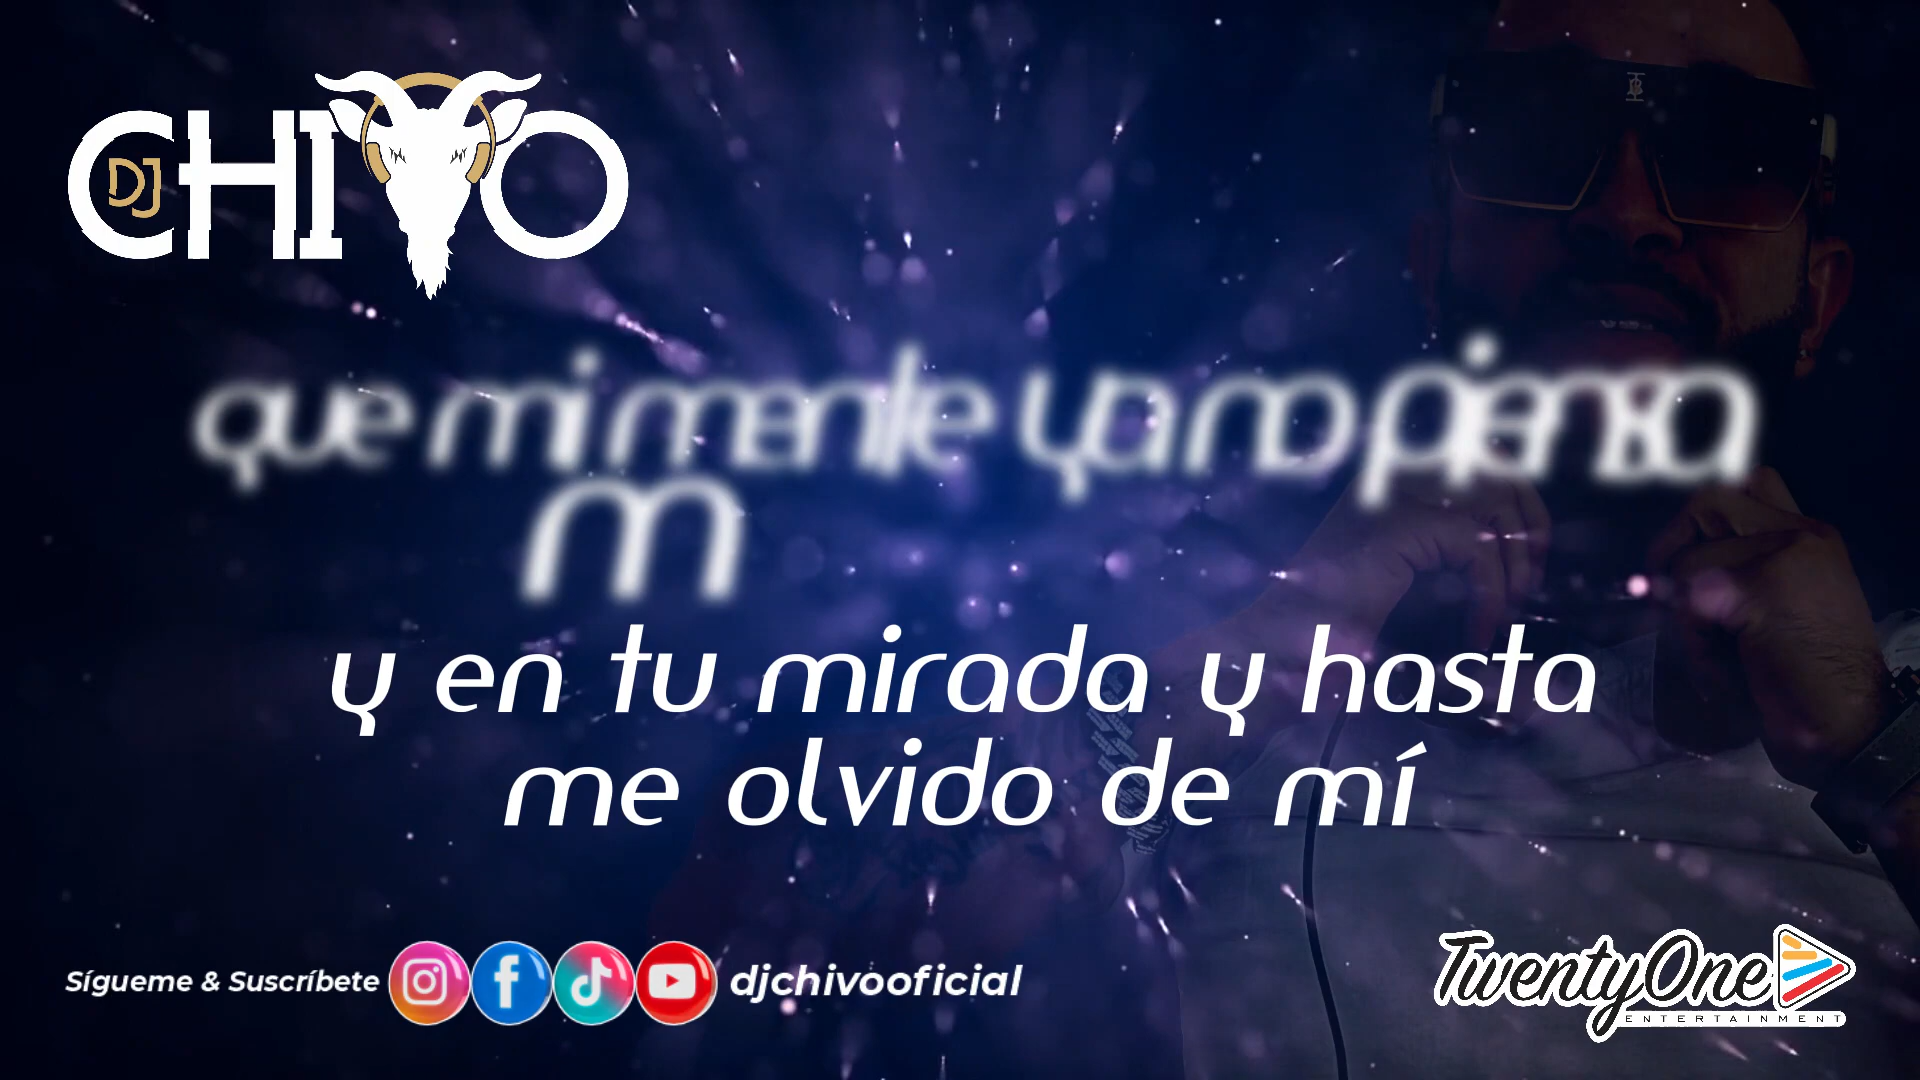 DJ CHIVO
que mi mente ya no piensa
m
y en tu mirada y hasta
me olvido de mí
Sígueme & Suscríbete djchivooficial
TwentyOne
ENTERTAINMENT